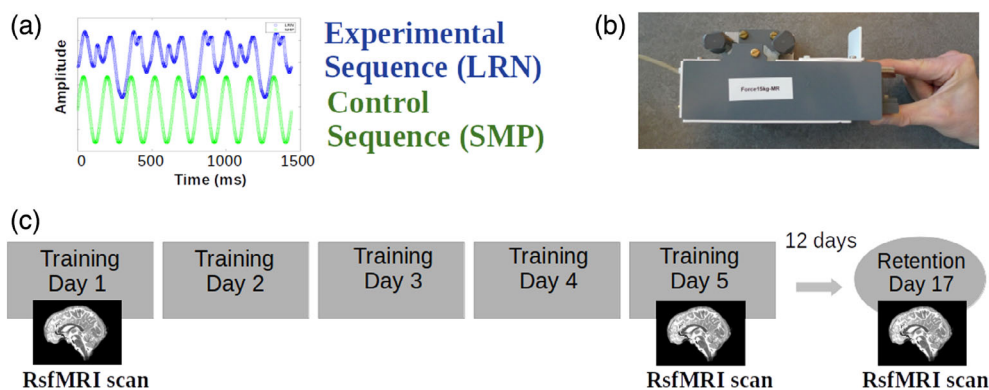 (a)
Amplitude
LRN
0 500 1000 1500
Time (ms)
Experimental
Sequence (LRN)
Control
Sequence (SMP)
(b)
Force15kg-MR
(c)
Training
Day 1
RsfMRI scan
Training
Day 2
Training
Day 3
Training
Day 4
Training
Day 5
RsfMRI scan
12 days
Retention
Day 17
RsfMRI scan